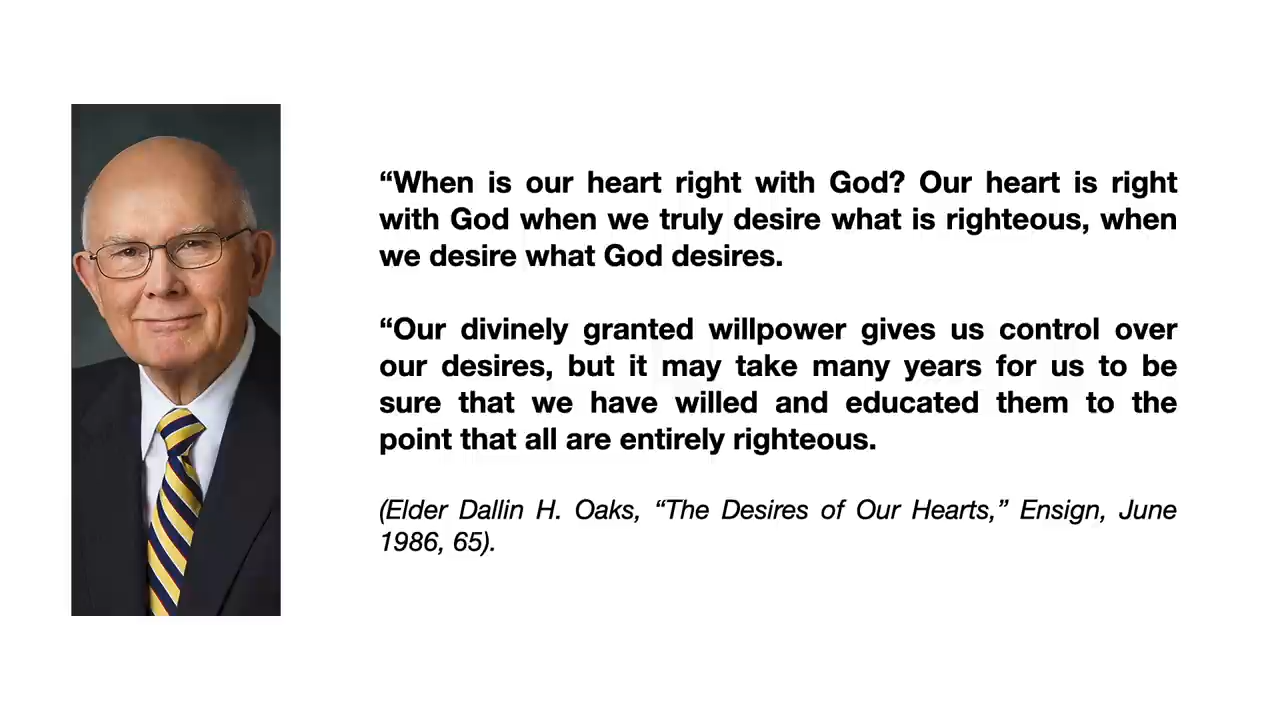 “When is our heart right with God? Our heart is right
with God when we truly desire what is righteous, when
we desire what God desires.
“Our divinely granted willpower gives us control over
our desires, but it may take many years for us to be
sure that we have willed and educated them to the
point that all are entirely righteous.
(Elder Dallin H. Oaks, “The Desires of Our Hearts,” Ensign, June
1986, 65).